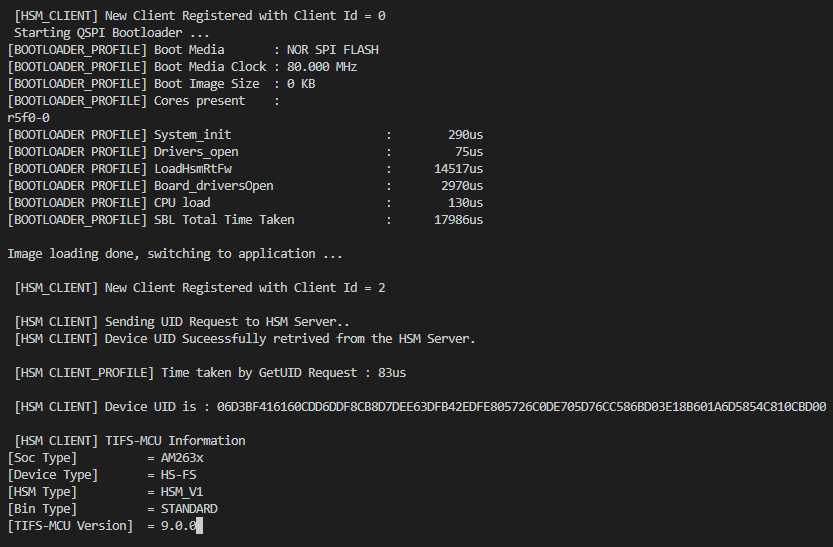 [HSM_CLIENT] New Client Registered with Client Id = 0
Starting QSPI Bootloader ...
[BOOTLOADER_PROFILE] Boot Media       : NOR SPI FLASH
[BOOTLOADER_PROFILE] Boot Media Clock : 80.000 MHz
[BOOTLOADER_PROFILE] Boot Image Size  : 0 KB
[BOOTLOADER_PROFILE] Cores present    :
r5f0-0
[BOOTLOADER PROFILE] System_init                      :        290us
[BOOTLOADER PROFILE] Drivers_open                     :         75us
[BOOTLOADER PROFILE] LoadHsmRtFw                      :      14517us
[BOOTLOADER PROFILE] Board_driversOpen                :       2970us
[BOOTLOADER PROFILE] CPU load                         :        130us
[BOOTLOADER_PROFILE] SBL Total Time Taken             :      17986us
Image loading done, switching to application ...
[HSM_CLIENT] New Client Registered with Client Id = 2
[HSM CLIENT] Sending UID Request to HSM Server..
[HSM CLIENT] Device UID Sucessfully retrived from the HSM Server.
[HSM CLIENT_PROFILE] Time taken by GetUID Request : 83us
[HSM CLIENT] Device UID is : 06D3BF416160CDD6DDF8CB8D7DEE63DFB42EDFE805726C0DE705D76CC586BD03E18B601A6D5854C810CBD00
[HSM CLIENT] TIFS-MCU Information
[Soc Type]          = AM263x
[Device Type]       = HS-FS
[HSM Type]          = HSM_V1
[Bin Type]          = STANDARD
[TIFS-MCU Version]  = 9.0.0